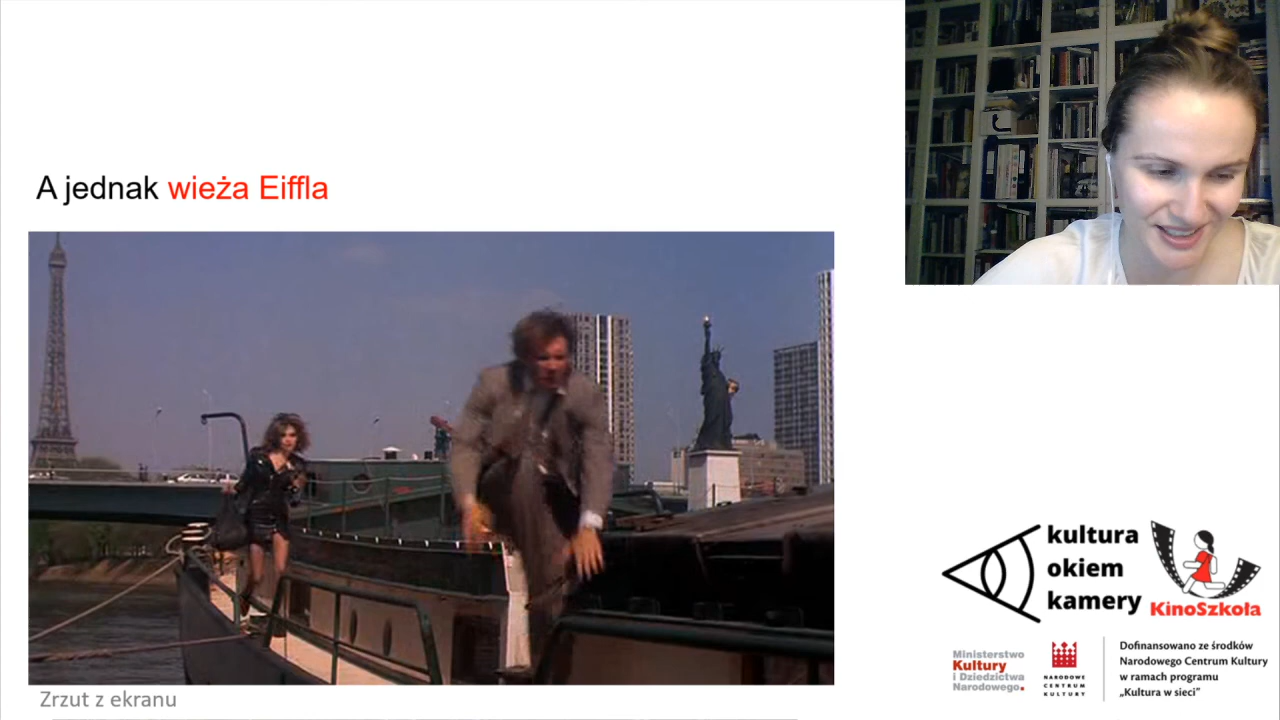 A jednak wieża Eiffla
Zrzut z ekranu
kultura
okiem
kamery
KinoSzkoła
Ministerstwo
Kultury
i Dziedzictwa
Narodowego.
NARODOWE
CENTRUM
KULTURY
Dofinansowano ze środków
Narodowego Centrum Kultury
w ramach programu
„Kultura w sieci”